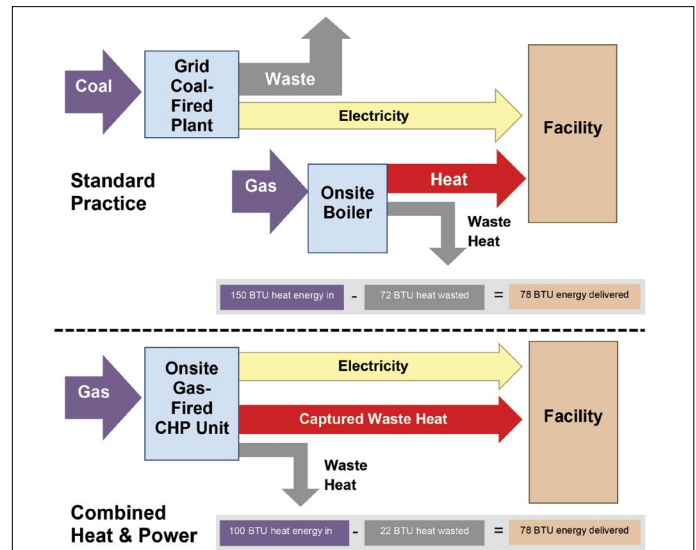 Coal
Grid
Coal-
Fired
Plant
Waste
Electricity
Facility
Standard
Practice
Gas
Onsite
Boiler
Heat
Waste
Heat
150 BTU heat energy in - 72 BTU heat wasted = 78 BTU energy delivered
Gas
Onsite
Gas-
Fired
CHP Unit
Electricity
Captured Waste Heat
Facility
Waste
Heat
Combined
Heat & Power
100 BTU heat energy in - 22 BTU heat wasted = 78 BTU energy delivered